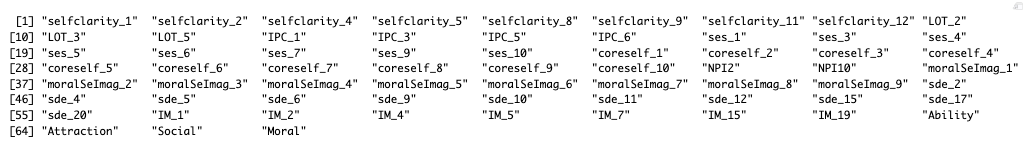 [1] "selfclarity_1" "selfclarity_2" "selfclarity_4" "selfclarity_5" "selfclarity_8" "selfclarity_9" "selfclarity_11" "selfclarity_12" "LOT_2"
[10] "LOT_3" "LOT_5" "IPC_1" "IPC_3" "IPC_5" "IPC_6" "ses_1" "ses_3" "ses_4"
[19] "ses_5" "ses_6" "ses_7" "ses_9" "ses_10" "coreself_1" "coreself_2" "coreself_3" "coreself_4"
[28] "coreself_5" "coreself_6" "coreself_7" "coreself_8" "coreself_9" "coreself_10" "NPI2" "NPI10" "moralSeImag_1"
[37] "moralSeImag_2" "moralSeImag_3" "moralSeImag_4" "moralSeImag_5" "moralSeImag_6" "moralSeImag_7" "moralSeImag_8" "moralSeImag_9" "sde_2"
[46] "sde_4" "sde_5" "sde_6" "sde_9" "sde_10" "sde_11" "sde_12" "sde_15" "sde_17"
[55] "sde_20" "IM_1" "IM_2" "IM_4" "IM_5" "IM_7" "IM_15" "IM_19" "Ability"
[64] "Attraction" "Social" "Moral"